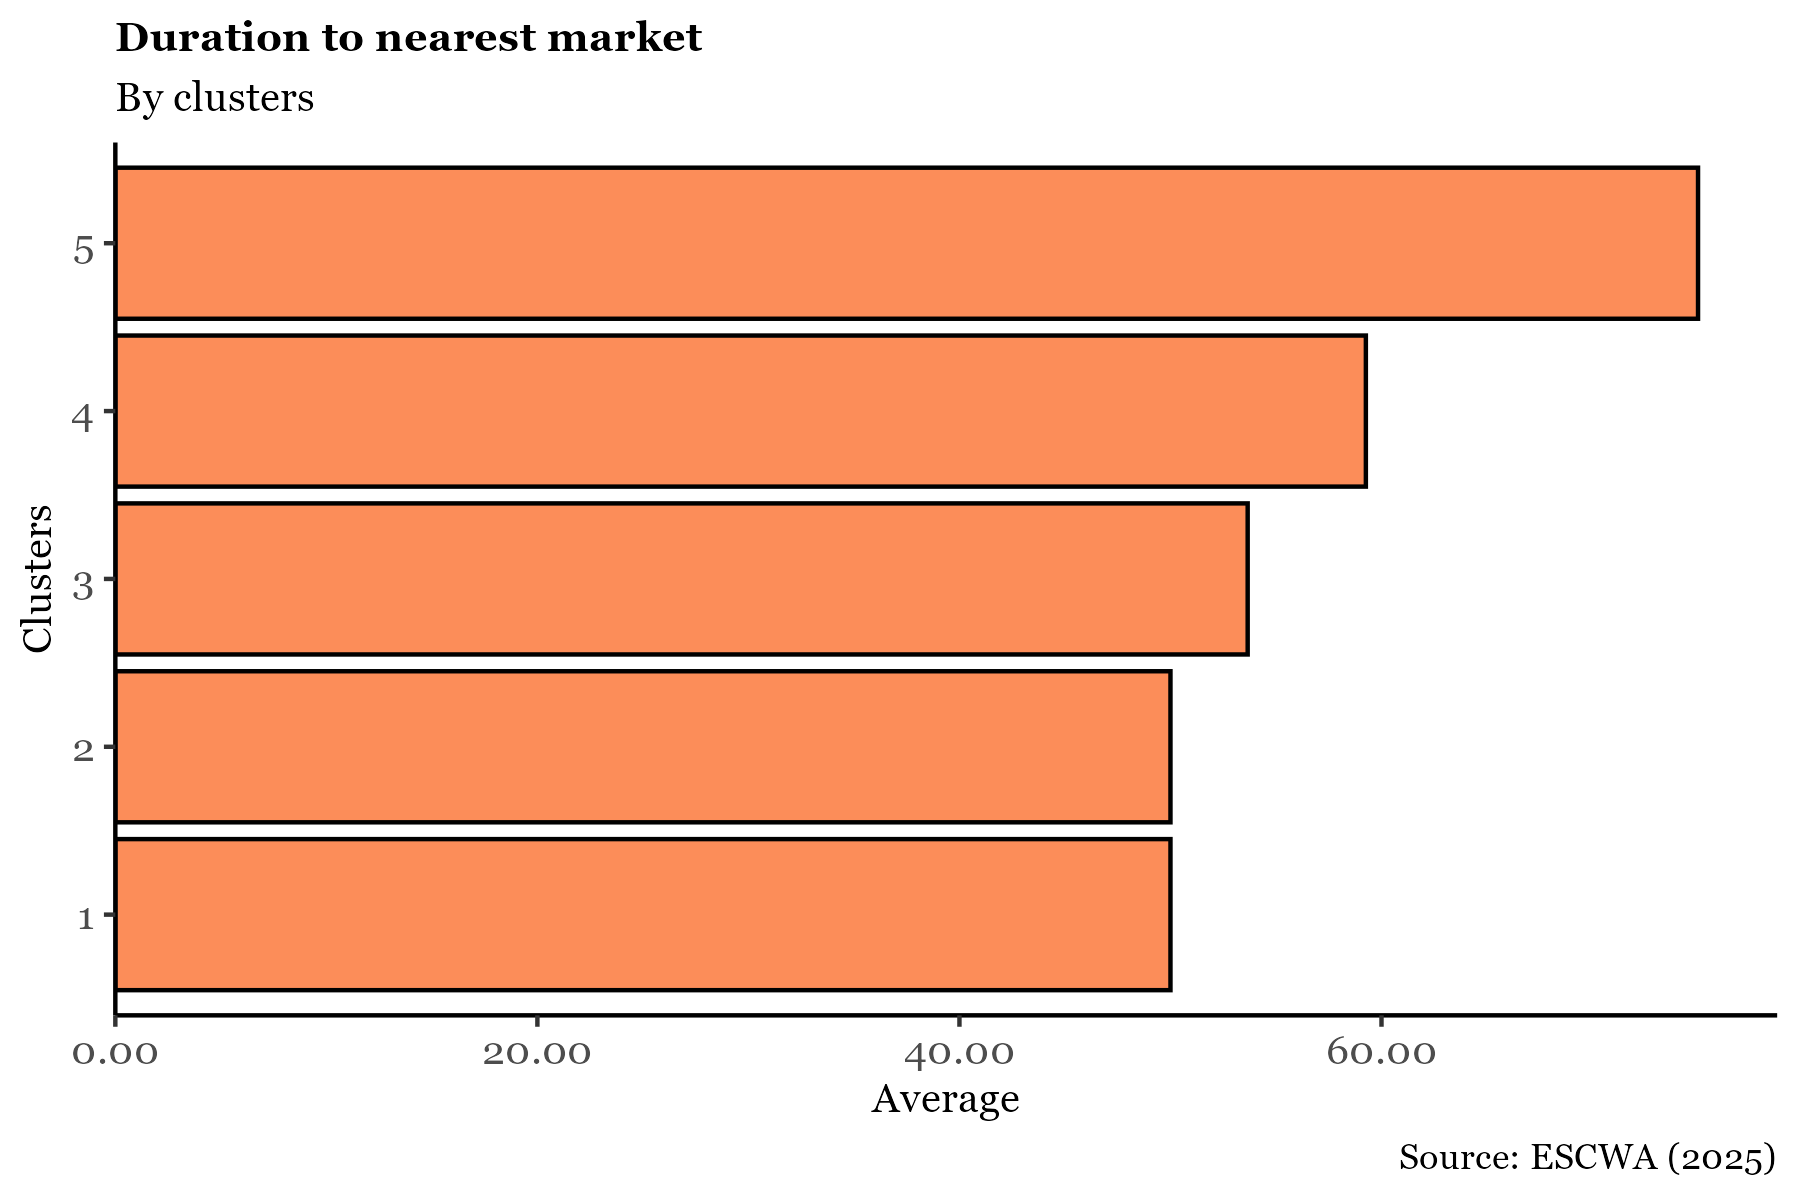 Duration to nearest market
By clusters
5
4
3
2
1
Clusters
0.00
20.00
40.00
60.00
Average
Source: ESCWA (2025)